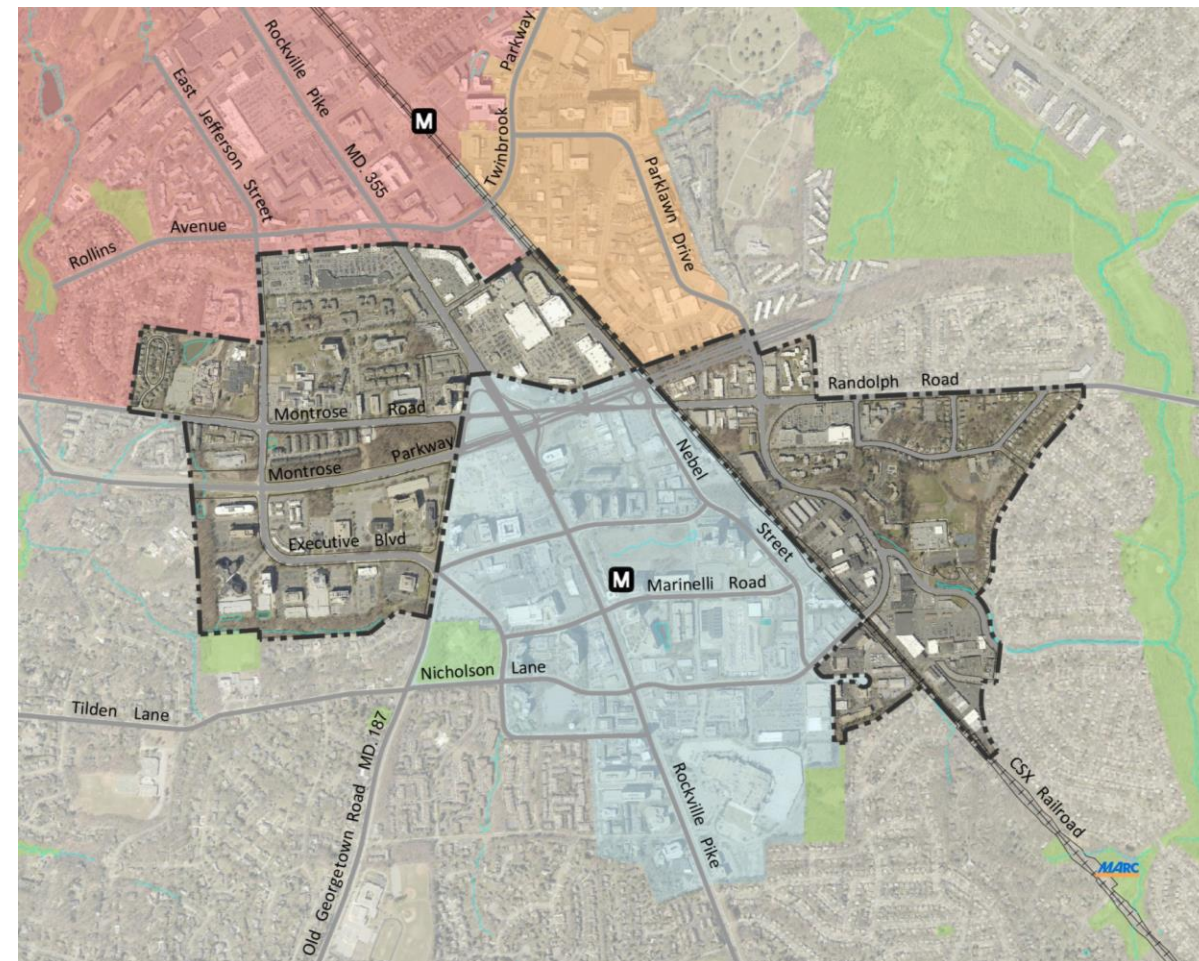 Rockville Pike MD. 355
East Jefferson Street
Twinbrook Parkway
M
Parklawn Drive
Rollins Avenue
Randolph Road
Montrose Road
Montrose Parkway
Nebel Street
Executive Blvd
M
Marinelli Road
Nicholson Lane
Tilden Lane
Old Georgetown Road MD. 187
Rockville Pike
CSX Railroad
MARC